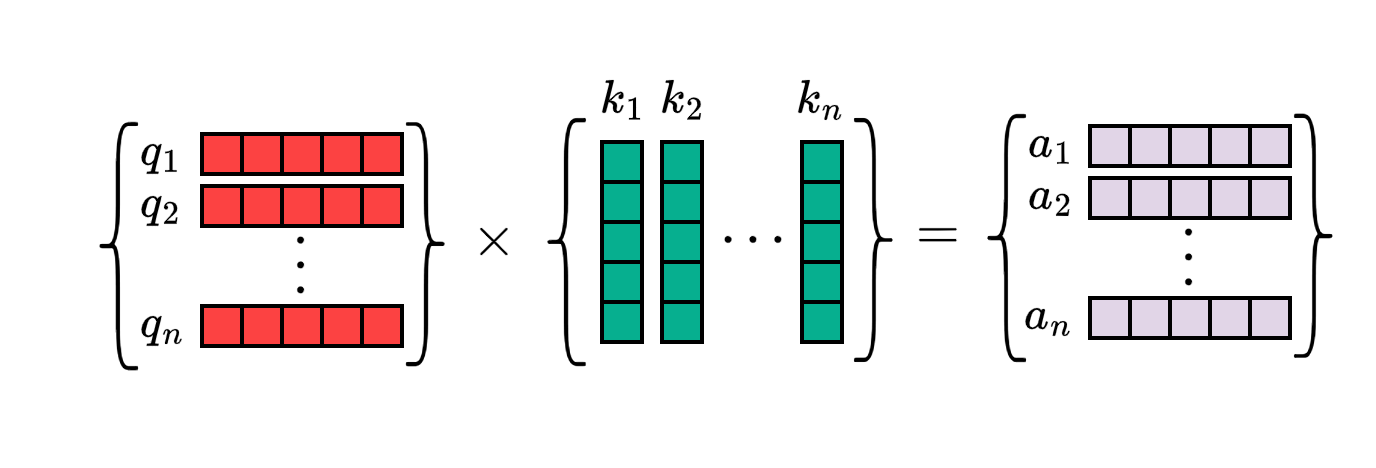 k₁ k₂ kₙ
q₁
q₂
⋮
qₙ
×
⋯
=
a₁
a₂
⋮
aₙ